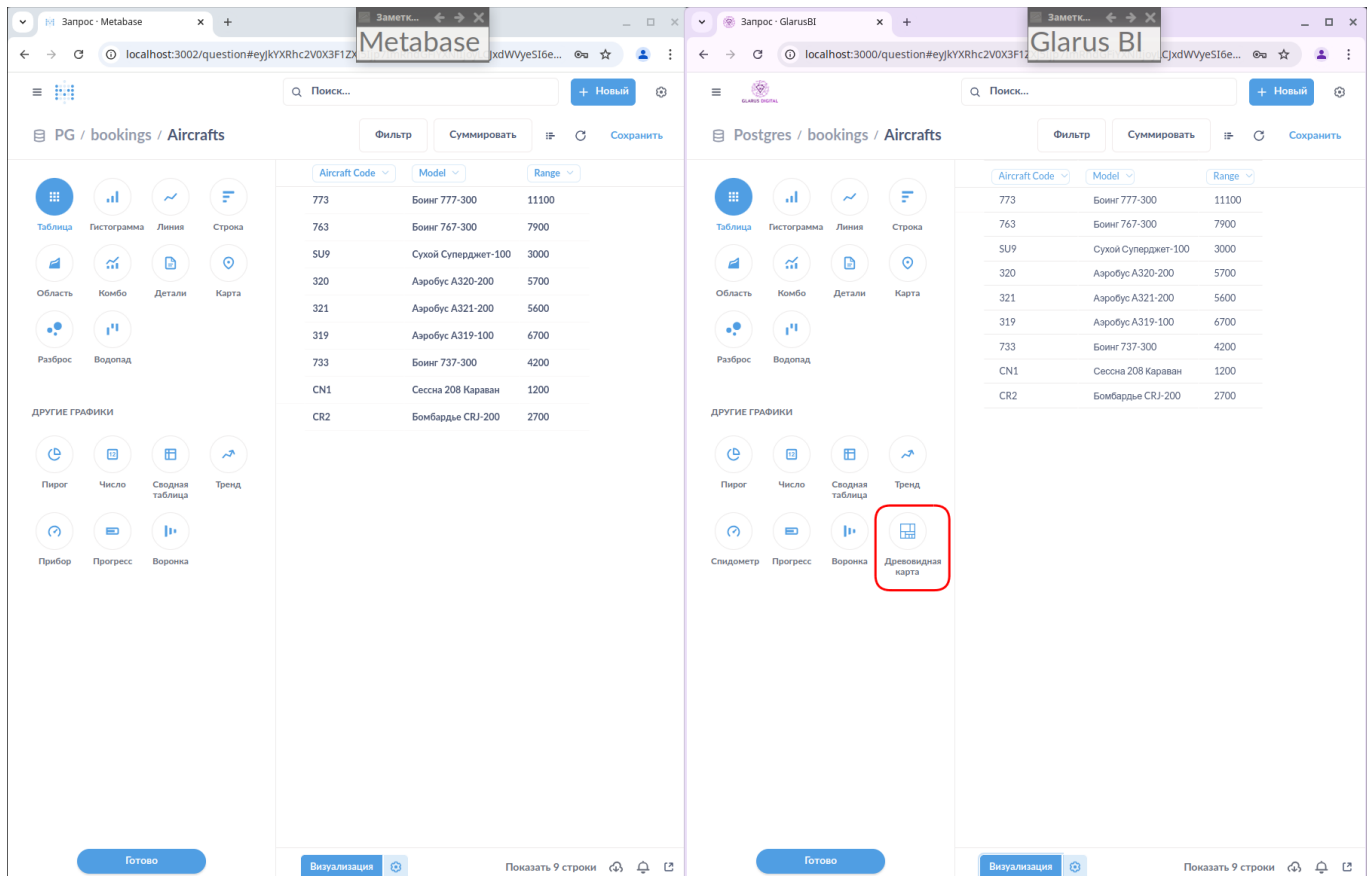 Запрос · Metabase
Заметк...
Metabase
localhost:3002/question#eyJkYXRhc2V0X3F1ZX
JxdWVyeSI6e...
Поиск...
+ Новый
PG / bookings / Aircrafts
Фильтр
Суммировать
Сохранить
Таблица
Гистограмма
Линия
Строка
Область
Комбо
Детали
Карта
Разброс
Водопад
ДРУГИЕ ГРАФИКИ
Пирог
Число
Сводная таблица
Тренд
Прибор
Прогресс
Воронка
Готово
Aircraft Code Model Range
773 Боинг 777-300 11100
763 Боинг 767-300 7900
SU9 Сухой Суперджет-100 3000
320 Аэробус A320-200 5700
321 Аэробус A321-200 5600
319 Аэробус A319-100 6700
733 Боинг 737-300 4200
CN1 Сессна 208 Караван 1200
CR2 Бомбардье CRJ-200 2700
Визуализация
Показать 9 строки
Запрос · GlarusBI
Заметк...
Glarus BI
localhost:3000/question#eyJkYXRhc2V0X3F1Z
CJxdWVyeSI6e...
GLARUS DIGITAL
Поиск...
+ Новый
Postgres / bookings / Aircrafts
Фильтр
Суммировать
Сохранить
Таблица
Гистограмма
Линия
Строка
Область
Комбо
Детали
Карта
Разброс
Водопад
ДРУГИЕ ГРАФИКИ
Пирог
Число
Сводная таблица
Тренд
Спидометр
Прогресс
Воронка
Древовидная карта
Готово
Aircraft Code Model Range
773 Боинг 777-300 11100
763 Боинг 767-300 7900
SU9 Сухой Суперджет-100 3000
320 Аэробус A320-200 5700
321 Аэробус A321-200 5600
319 Аэробус A319-100 6700
733 Боинг 737-300 4200
CN1 Сессна 208 Караван 1200
CR2 Бомбардье CRJ-200 2700
Визуализация
Показать 9 строки